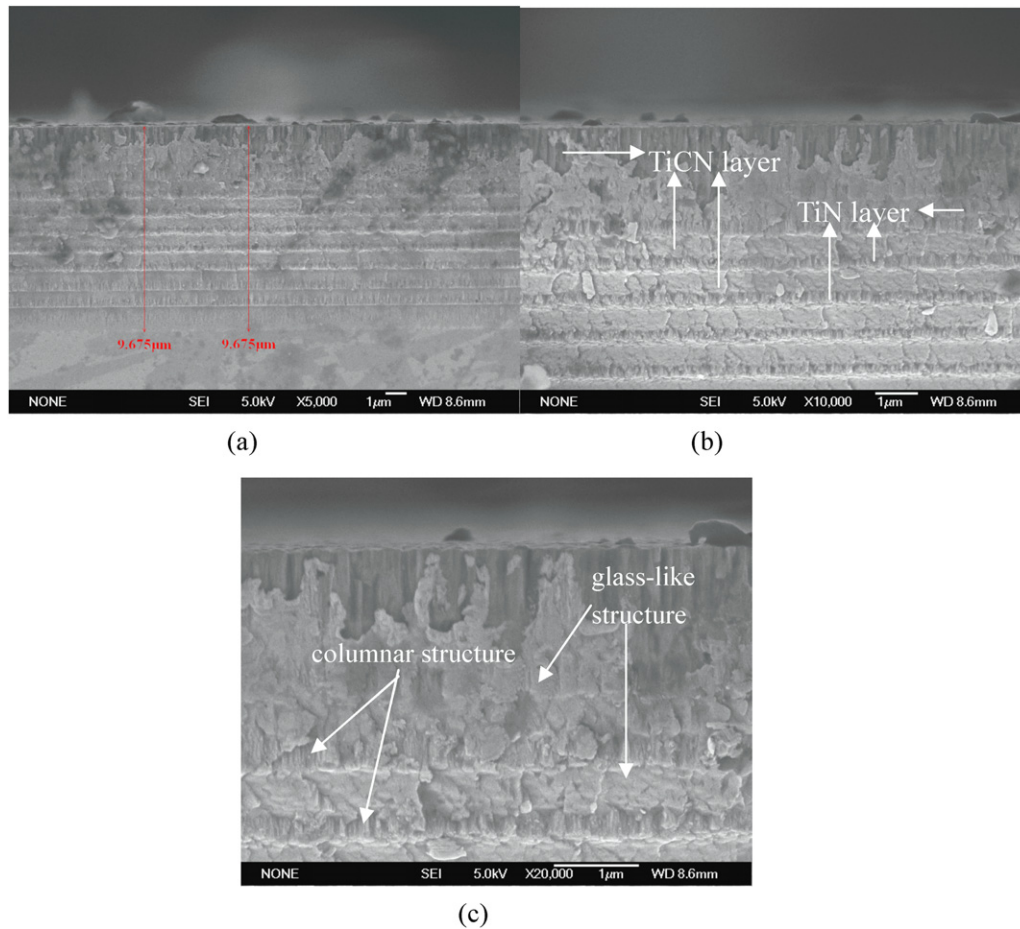 9.675μm 9.675μm
NONE SEI 5.0kV X5,000 1μm WD 8.6mm
(a)
TiCN layer
TiN layer
NONE SEI 5.0kV X10,000 1μm WD 8.6mm
(b)
glass-like
structure
columnar structure
NONE SEI 5.0kV X20,000 1μm WD 8.6mm
(c)